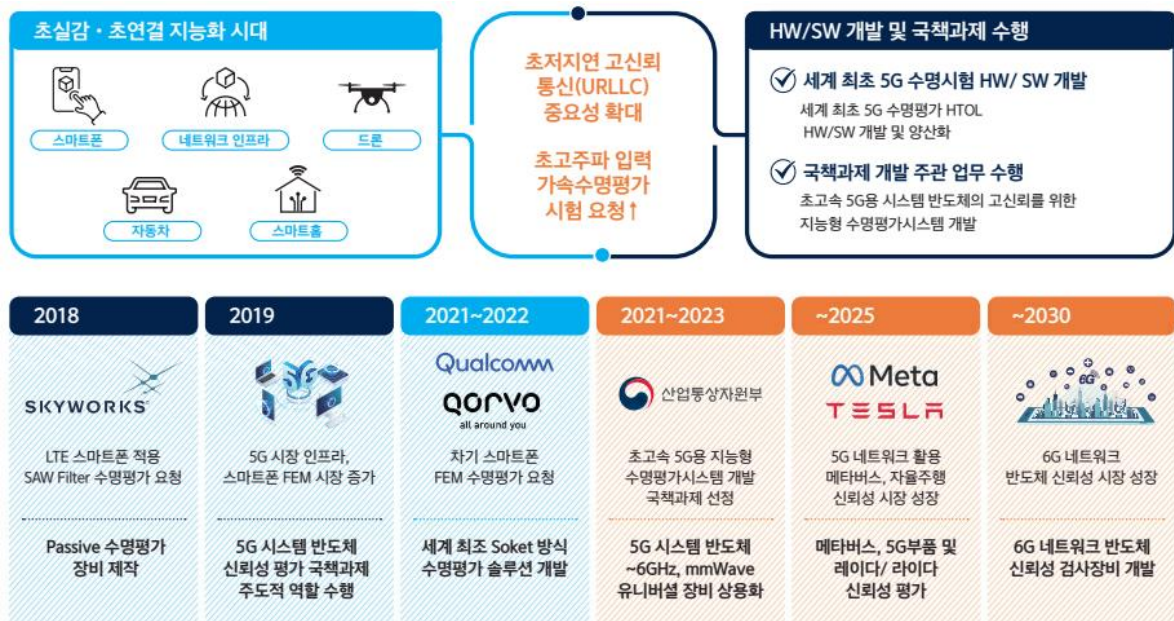 초실감 · 초연결 지능화 시대
스마트폰
네트워크 인프라
드론
자동차
스마트홈
초저지연 고신뢰
통신(URLLC)
중요성 확대
초고주파 입력
가속수명평가
시험 요청↑
HW/SW 개발 및 국책과제 수행
세계 최초 5G 수명시험 HW/ SW 개발
세계 최초 5G 수명평가 HTOL
HW/SW 개발 및 양산화
국책과제 개발 주관 업무 수행
초고속 5G용 시스템 반도체의 고신뢰를 위한
지능형 수명평가시스템 개발
2018
SKYWORKS
LTE 스마트폰 적용
SAW Filter 수명평가 요청
Passive 수명평가
장비 제작
2019
5G 시장 인프라,
스마트폰 FEM 시장 증가
5G 시스템 반도체
신뢰성 평가 국책과제
주도적 역할 수행
2021~2022
Qualcomm
QORVO
all around you
차기 스마트폰
FEM 수명평가 요청
세계 최조 Soket 방식
수명평가 솔루션 개발
2021~2023
산업통상자원부
초고속 5G용 지능형
수명평가시스템 개발
국책과제 선정
5G 시스템 반도체
~6GHz, mmWave
유니버셜 장비 상용화
~2025
Meta
TESLA
5G 네트워크 활용
메타버스, 자율주행
신뢰성 시장 성장
메타버스, 5G부품 및
레이다/ 라이다
신뢰성 평가
~2030
6G
6G 네트워크
반도체 신뢰성 시장 성장
6G 네트워크 반도체
신뢰성 검사장비 개발